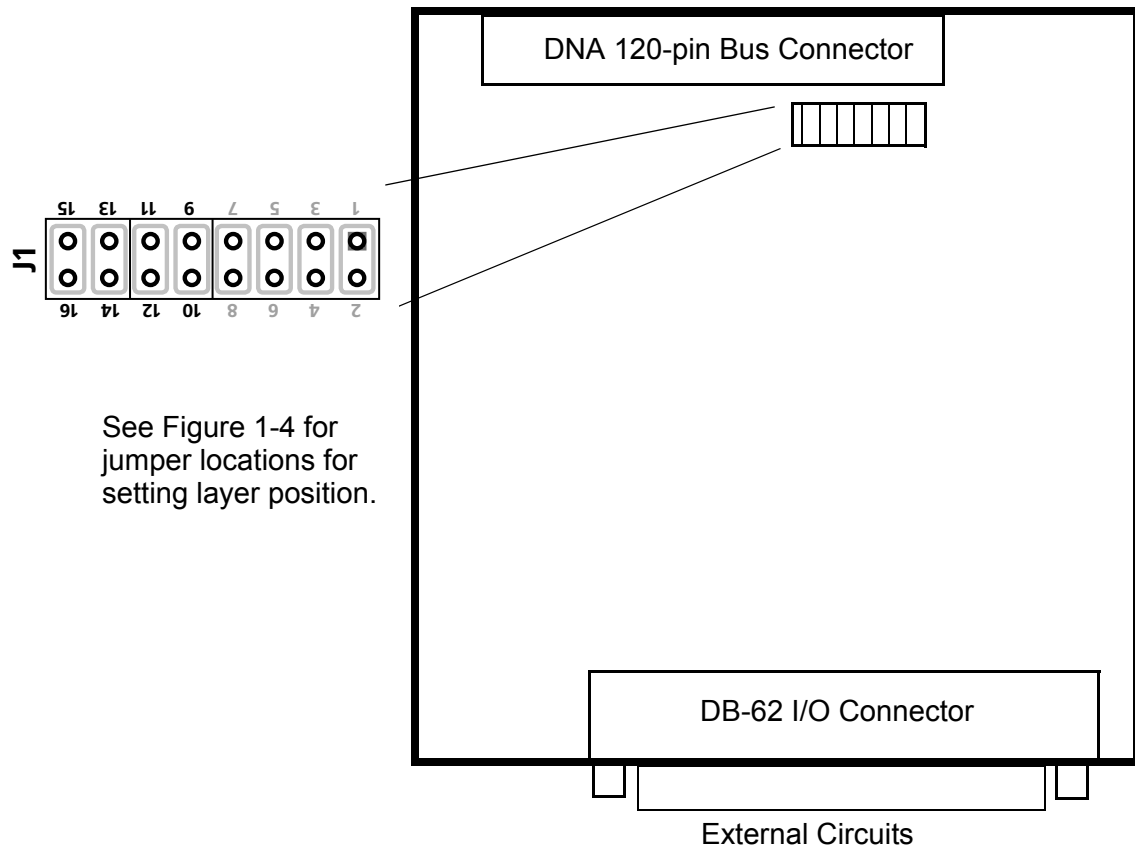 DNA 120-pin Bus Connector
15 13 11 9 7 5 3 1
J1
16 14 12 10 8 6 4 2
See Figure 1-4 for
jumper locations for
setting layer position.
DB-62 I/O Connector
External Circuits